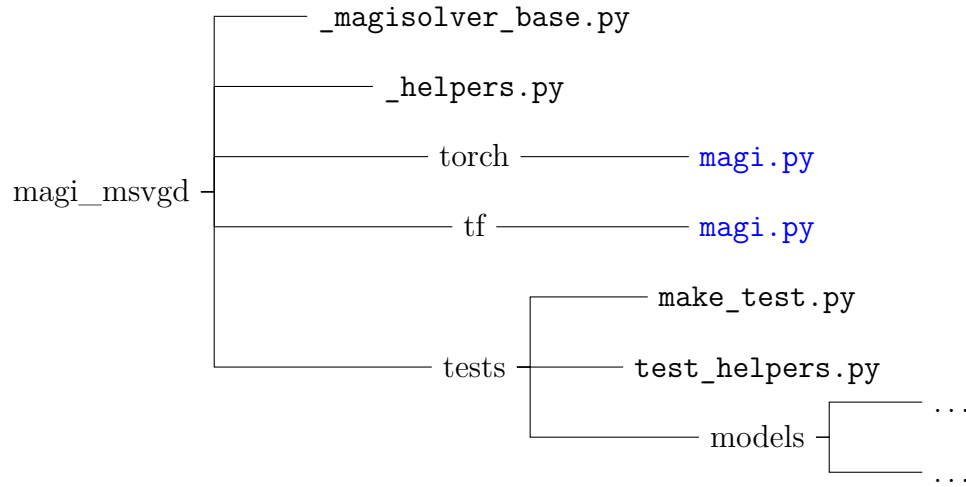 _magisolver_base.py
_helpers.py
torch
magi.py
magi_msvgd
tf
magi.py
make_test.py
tests
test_helpers.py
...
models
...